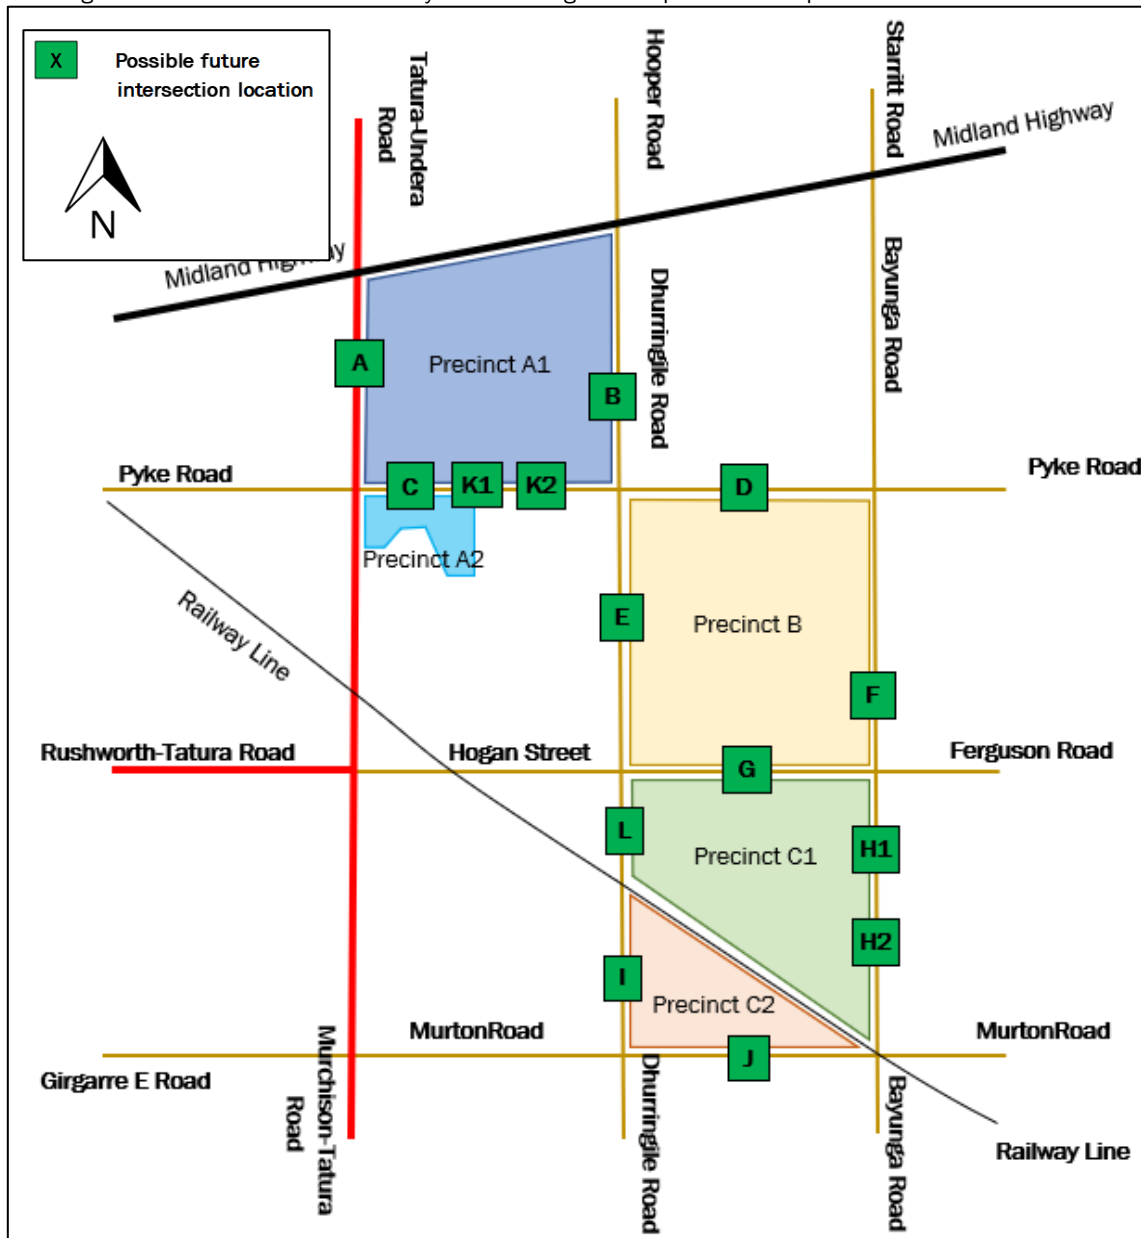 X
Possible future
intersection location
N
Tatura-Undera
Road
Hooper Road
Starritt Road
Midland Highway
Midland Highway
Dhurringile Road
Bayunga Road
A
Precinct A1
B
Pyke Road
C
K1
K2
D
Pyke Road
Precinct A2
Railway Line
E
Precinct B
F
Rushworth-Tatura Road
Hogan Street
G
Ferguson Road
L
Precinct C1
H1
H2
I
Precinct C2
MurtonRoad
J
MurtonRoad
Girgarre E Road
Murchison-Tatura
Road
Dhurringile Road
Bayunga Road
Railway Line